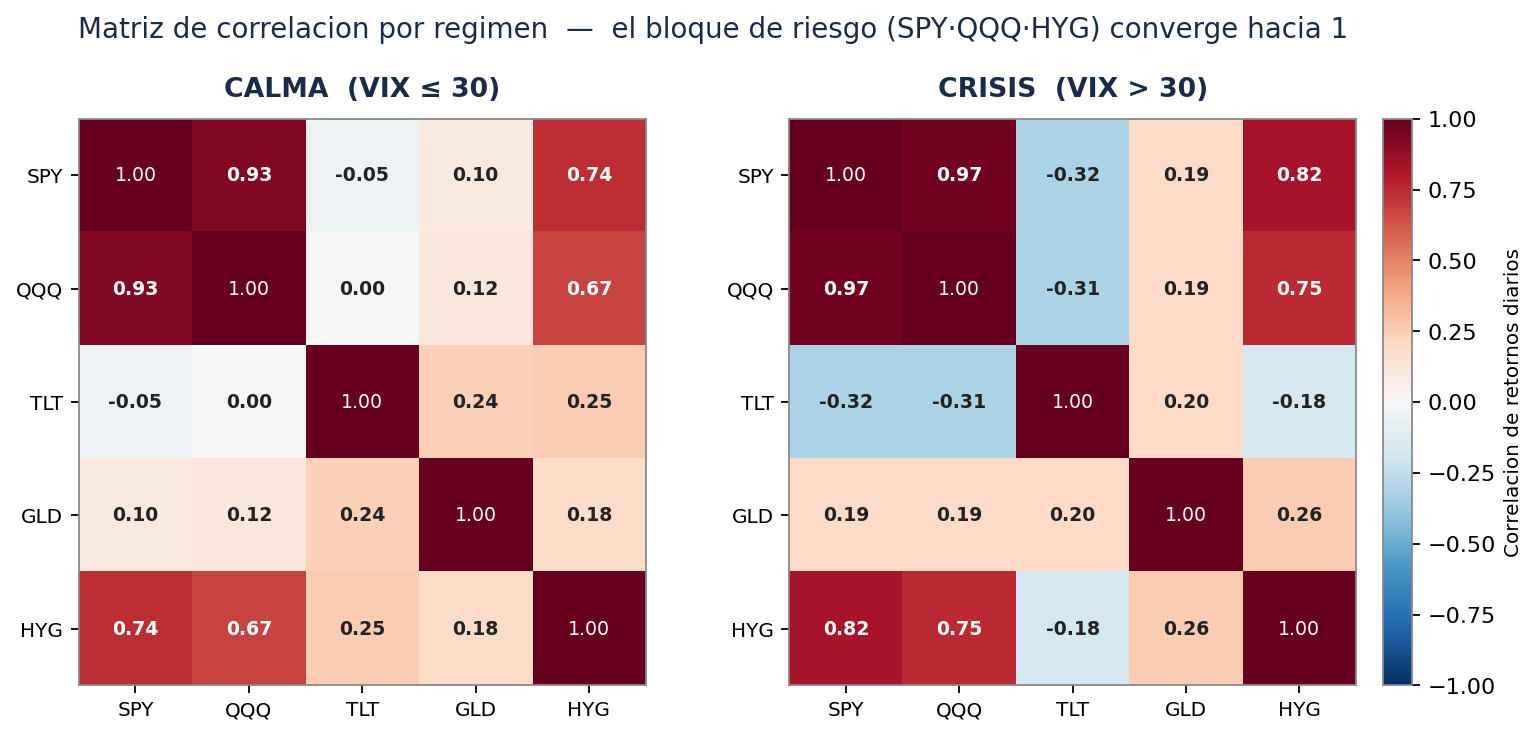 Matriz de correlacion por regimen — el bloque de riesgo (SPY·QQQ·HYG) converge hacia 1
CALMA (VIX ≤ 30)
SPY 1.00 0.93 -0.05 0.10 0.74
QQQ 0.93 1.00 0.00 0.12 0.67
TLT -0.05 0.00 1.00 0.24 0.25
GLD 0.10 0.12 0.24 1.00 0.18
HYG 0.74 0.67 0.25 0.18 1.00
SPY QQQ TLT GLD HYG
CRISIS (VIX > 30)
SPY 1.00 0.97 -0.32 0.19 0.82
QQQ 0.97 1.00 -0.31 0.19 0.75
TLT -0.32 -0.31 1.00 0.20 -0.18
GLD 0.19 0.19 0.20 1.00 0.26
HYG 0.82 0.75 -0.18 0.26 1.00
SPY QQQ TLT GLD HYG
1.00
0.75
0.50
0.25
0.00
−0.25
−0.50
−0.75
−1.00
Correlacion de retornos diarios